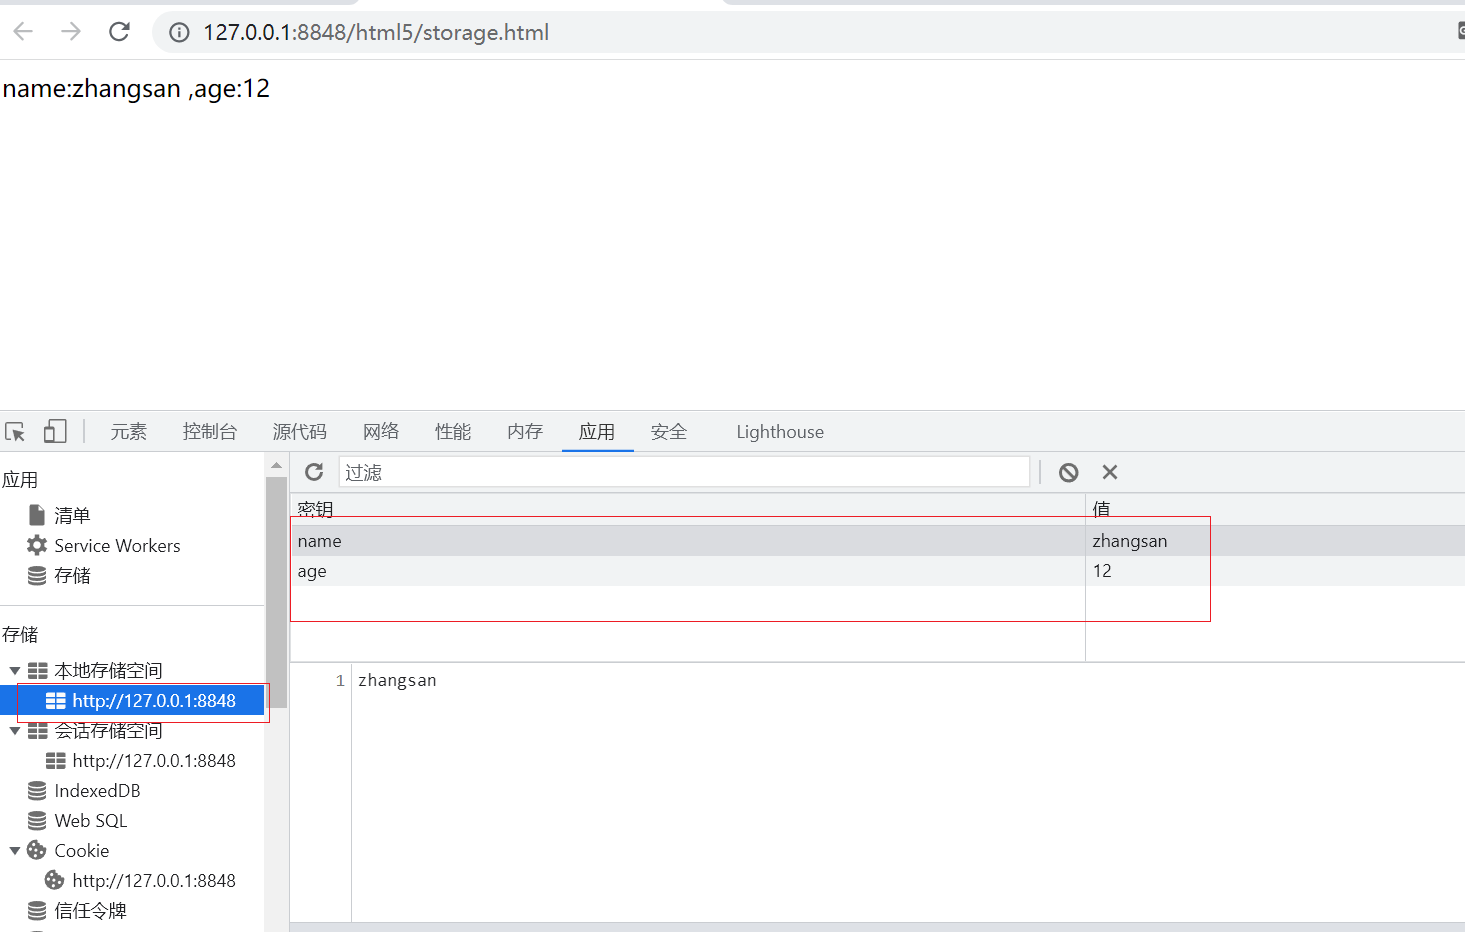 127.0.0.1:8848/html5/storage.html
name:zhangsan ,age:12
元素 控制台 源代码 网络 性能 内存 应用 安全 Lighthouse
应用
清单
Service Workers
存储
存储
本地存储空间
http://127.0.0.1:8848
会话存储空间
http://127.0.0.1:8848
IndexedDB
Web SQL
Cookie
http://127.0.0.1:8848
信任令牌
过滤
密钥 值
name zhangsan
age 12
1 zhangsan